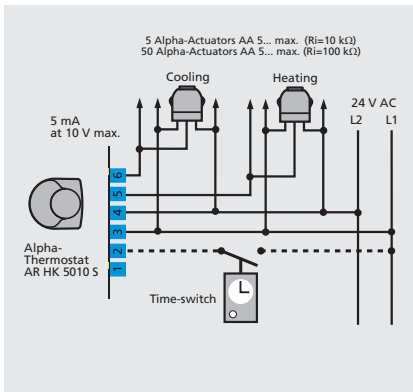 5 Alpha-Actuators AA 5... max. (Ri=10 kΩ)
50 Alpha-Actuators AA 5... max. (Ri=100 kΩ)
Cooling
Heating
24 V AC
L2 L1
5 mA
at 10 V max.
6
5
4
3
2
1
Alpha-
Thermostat
AR HK 5010 S
Time-switch